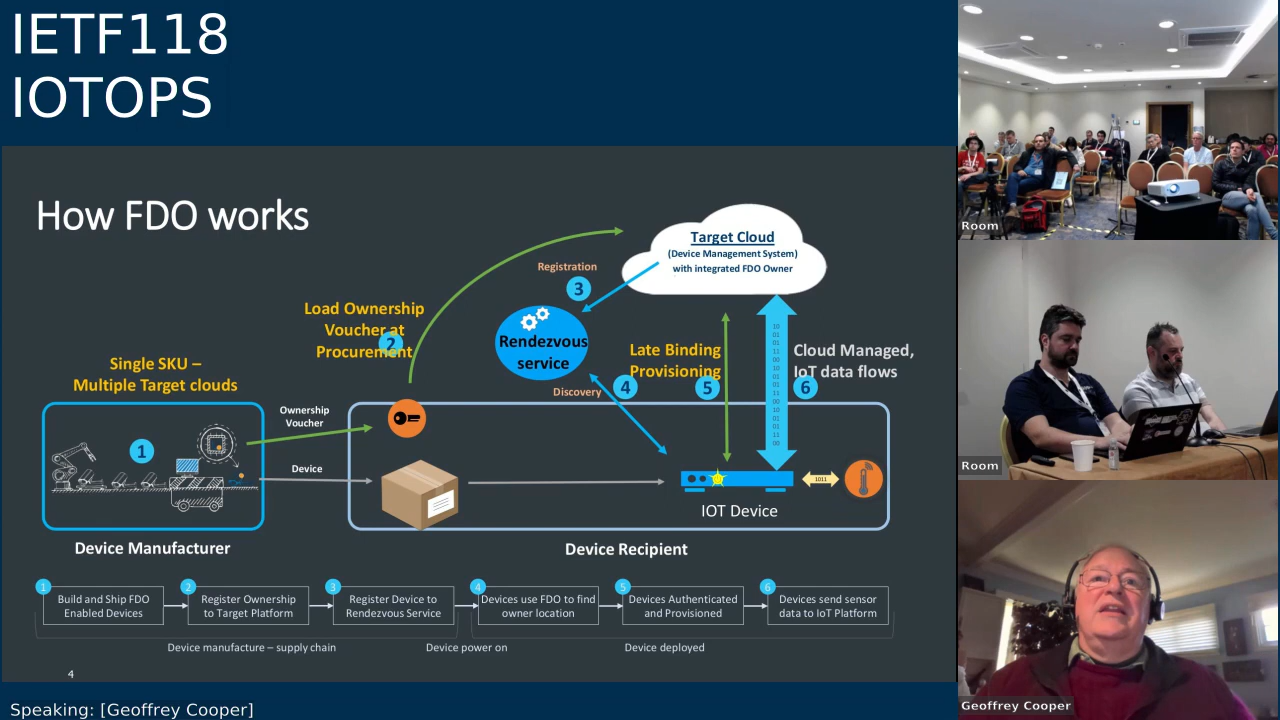 IETF118
IOTOPS
How FDO works
Target Cloud
(Device Management System)
with integrated FDO Owner
Registration
3
Load Ownership
Voucher at
Procurement
2
Rendezvous
service
Single SKU –
Multiple Target clouds
Late Binding
Provisioning
Cloud Managed,
IoT data flows
Discovery
4
5
6
Ownership
Voucher
1
Device
1011
IOT Device
Device Manufacturer
Device Recipient
1
Build and Ship FDO
Enabled Devices
2
Register Ownership
to Target Platform
3
Register Device to
Rendezvous Service
4
Devices use FDO to find
owner location
5
Devices Authenticated
and Provisioned
6
Devices send sensor
data to IoT Platform
Device manufacture – supply chain
Device power on
Device deployed
4
Speaking: [Geoffrey Cooper]
Room
Room
Geoffrey Cooper